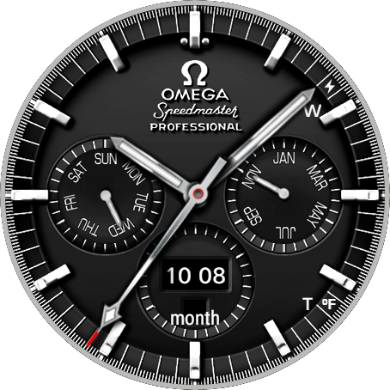 Ω
OMEGA
Speedmaster
PROFESSIONAL
W
SUN MON TUE WED THU FRI SAT
JAN MAR MAY JUL SEP NOV
10 08
month
T °F